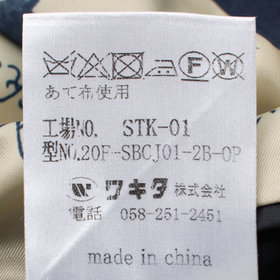 F W
あて布使用
工場NO. STK-01
型NO.20F-SBCJ01-2B-OP
ワキタ 株式会社
電話 058-251-2451
made in china